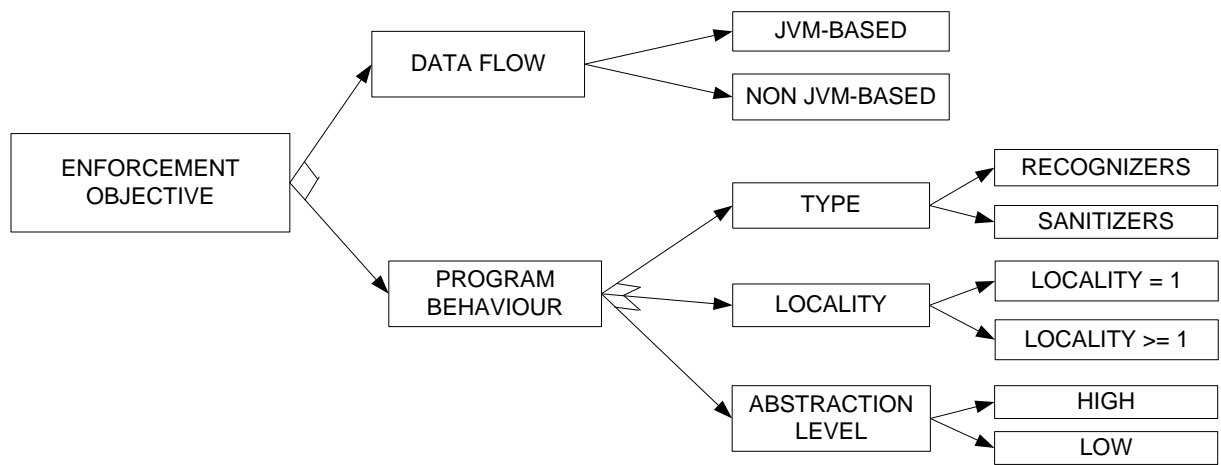 ENFORCEMENT
OBJECTIVE
DATA FLOW
JVM-BASED
NON JVM-BASED
PROGRAM
BEHAVIOUR
TYPE
RECOGNIZERS
SANITIZERS
LOCALITY
LOCALITY = 1
LOCALITY >= 1
ABSTRACTION
LEVEL
HIGH
LOW